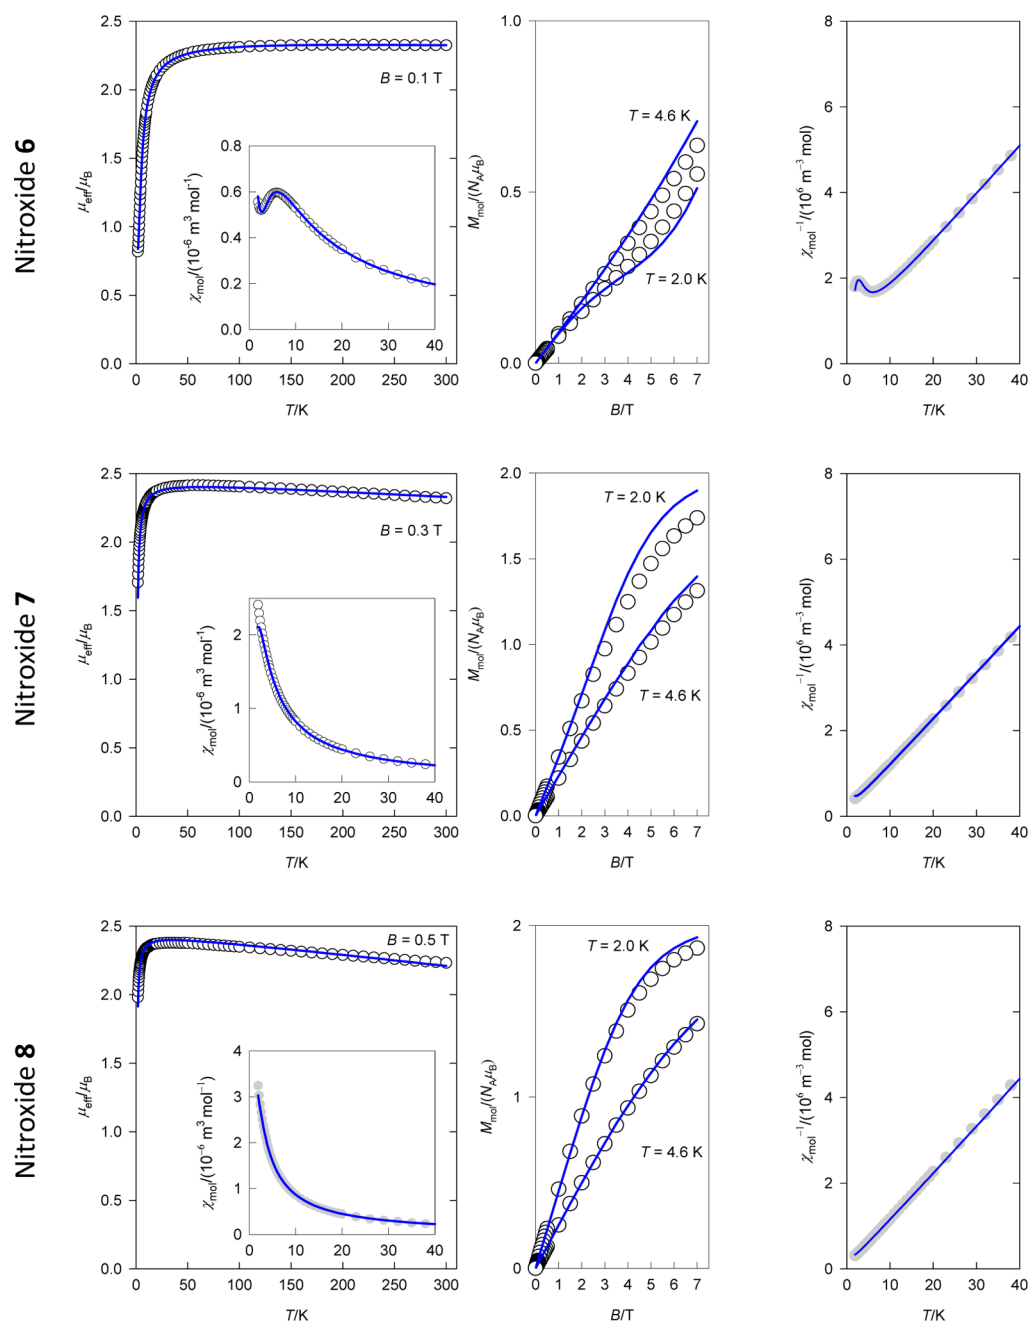 Nitroxide 6
μeff/μB
2.5
2.0
1.5
1.0
0.5
0.0
B = 0.1 T
χmol/(10⁻⁶ m³ mol⁻¹)
0.8
0.6
0.4
0.2
0.0
0 10 20 30 40
0 50 100 150 200 250 300
T/K
Mmol/(NAμB)
1.0
0.5
0.0
T = 4.6 K
T = 2.0 K
0 1 2 3 4 5 6 7
B/T
χmol⁻¹/(10⁶ m⁻³ mol)
8
6
4
2
0
0 10 20 30 40
T/K
Nitroxide 7
μeff/μB
2.5
2.0
1.5
1.0
0.5
0.0
B = 0.3 T
χmol/(10⁻⁶ m³ mol⁻¹)
2
1
0
0 10 20 30 40
0 50 100 150 200 250 300
T/K
Mmol/(NAμB)
2.0
1.5
1.0
0.5
0.0
T = 2.0 K
T = 4.6 K
0 1 2 3 4 5 6 7
B/T
χmol⁻¹/(10⁶ m⁻³ mol)
8
6
4
2
0
0 10 20 30 40
T/K
Nitroxide 8
μeff/μB
2.5
2.0
1.5
1.0
0.5
0.0
B = 0.5 T
χmol/(10⁻⁶ m³ mol⁻¹)
4
3
2
1
0
0 10 20 30 40
0 50 100 150 200 250 300
T/K
Mmol/(NAμB)
2
1
0
T = 2.0 K
T = 4.6 K
0 1 2 3 4 5 6 7
B/T
χmol⁻¹/(10⁶ m⁻³ mol)
8
6
4
2
0
0 10 20 30 40
T/K